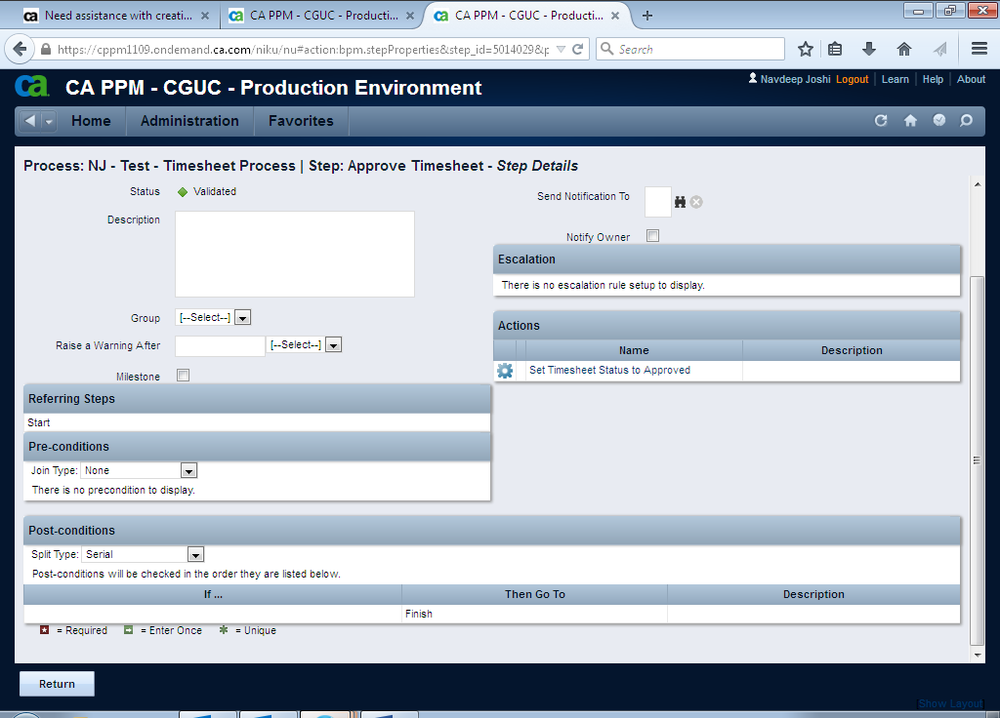 Need assistance with creati...
CA PPM - CGUC - Producti...
CA PPM - CGUC - Producti...
https://cppm1109.ondemand.ca.com/niku/nu#action:bpm.stepProperties&step_id=5014029&p
Search
CA PPM - CGUC - Production Environment
Navdeep Joshi Logout Learn Help About
Home Administration Favorites
Process: NJ - Test - Timesheet Process | Step: Approve Timesheet - Step Details
Status Validated
Send Notification To
Description
Notify Owner
Escalation
There is no escalation rule setup to display.
Group [--Select--]
Raise a Warning After [--Select--]
Milestone
Actions
Name Description
Set Timesheet Status to Approved
Referring Steps
Start
Pre-conditions
Join Type: None
There is no precondition to display.
Post-conditions
Split Type: Serial
Post-conditions will be checked in the order they are listed below.
If ... Then Go To Description
Finish
= Required = Enter Once = Unique
Return
Show Layout